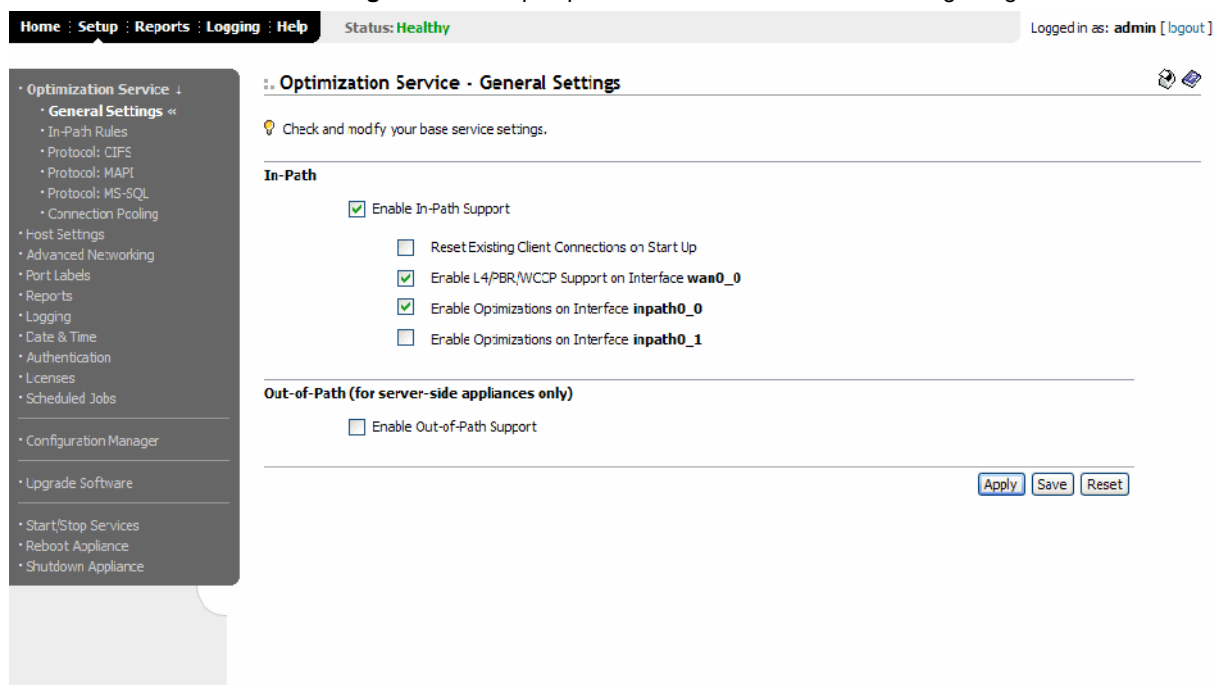 Home : Setup : Reports : Logging : Help
Status: Healthy
Logged in as: admin [ logout ]
· Optimization Service ↓
· General Settings «
· In-Path Rules
· Protocol: CIFS
· Protocol: MAPI
· Protocol: MS-SQL
· Connection Pooling
· Host Settings
· Advanced Networking
· Port Labels
· Reports
· Logging
· Date & Time
· Authentication
· Licenses
· Scheduled Jobs
· Configuration Manager
· Upgrade Software
· Start/Stop Services
· Reboot Appliance
· Shutdown Appliance
:. Optimization Service - General Settings
Check and modify your base service settings.
In-Path
Enable In-Path Support
Reset Existing Client Connections on Start Up
Enable L4/PBR/WCCP Support on Interface wan0_0
Enable Optimizations on Interface inpath0_0
Enable Optimizations on Interface inpath0_1
Out-of-Path (for server-side appliances only)
Enable Out-of-Path Support
Apply Save Reset